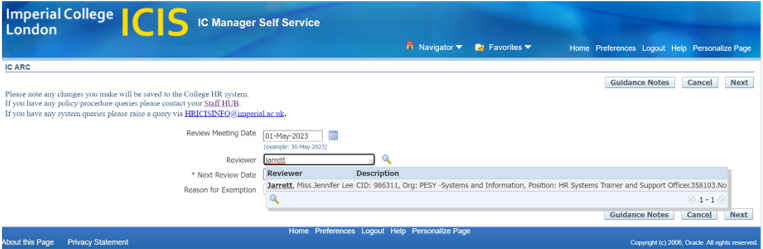 Imperial College
London
ICIS
IC Manager Self Service
Navigator Favorites Home Preferences Logout Help Personalize Page
IC ARC
Guidance Notes Cancel Next
Please note any changes you make will be saved to the College HR system.
If you have any policy/procedure queries please contact your Staff HUB.
If you have any system queries please raise a query via HRICISINFO@imperial.ac.uk.
Review Meeting Date 01-May-2023
(example: 30-May-2023)
Reviewer jarrett
* Next Review Date
Reviewer Description
Jarrett, Miss Jennifer Lee CID: 986311, Org: PESY -Systems and Information, Position: HR Systems Trainer and Support Officer.358103.No
Reason for Exemption
1 - 1
Guidance Notes Cancel Next
Home Preferences Logout Help Personalize Page
About this Page Privacy Statement
Copyright (c) 2006, Oracle. All rights reserved.